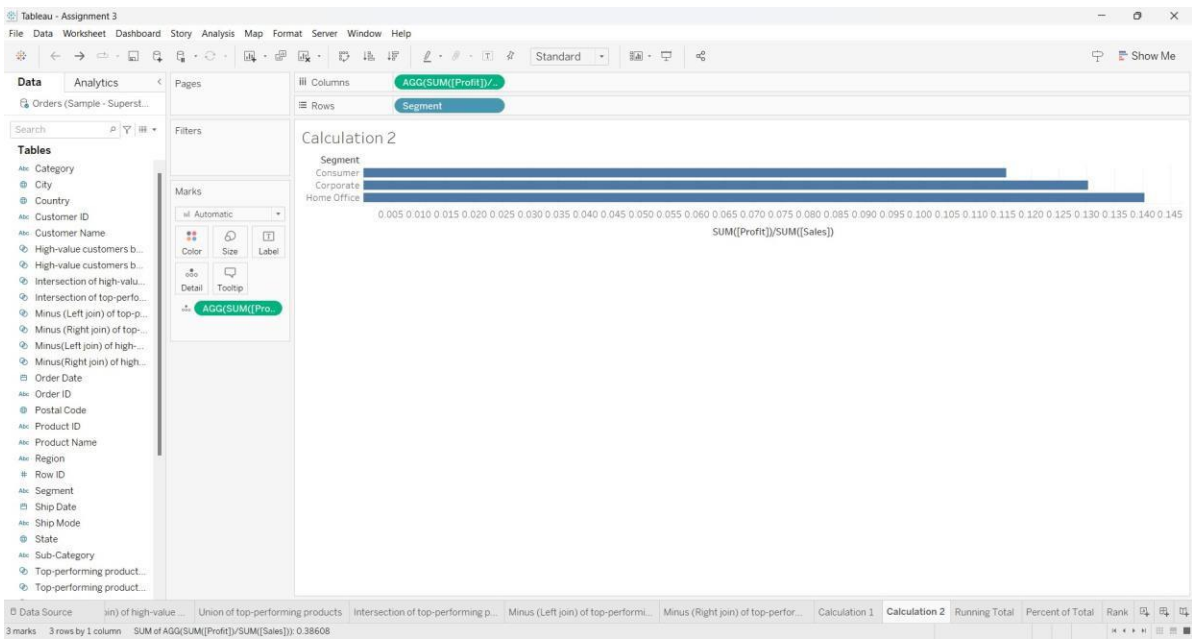 Tableau - Assignment 3
File Data Worksheet Dashboard Story Analysis Map Format Server Window Help
Standard
Show Me
Data Analytics
Orders (Sample - Superst...
Search
Tables
Abc Category
City
Country
Abc Customer ID
Abc Customer Name
High-value customers b...
High-value customers b...
Intersection of high-valu...
Intersection of top-perfo...
Minus (Left join) of top-p...
Minus (Right join) of top-...
Minus(Left join) of high-...
Minus(Right join) of high...
Order Date
Abc Order ID
Postal Code
Abc Product ID
Abc Product Name
Abc Region
# Row ID
Abc Segment
Ship Date
Abc Ship Mode
State
Abc Sub-Category
Top-performing product...
Top-performing product...
Pages
Filters
Marks
Automatic
Color Size Label
Detail Tooltip
AGG(SUM([Pro..
Columns AGG(SUM([Profit])/..
Rows Segment
Calculation 2
Segment
Consumer
Corporate
Home Office
0.005 0.010 0.015 0.020 0.025 0.030 0.035 0.040 0.045 0.050 0.055 0.060 0.065 0.070 0.075 0.080 0.085 0.090 0.095 0.100 0.105 0.110 0.115 0.120 0.125 0.130 0.135 0.140 0.145
SUM([Profit])/SUM([Sales])
Data Source oin) of high-value ... Union of top-performing products Intersection of top-performing p... Minus (Left join) of top-performi... Minus (Right join) of top-perfor... Calculation 1 Calculation 2 Running Total Percent of Total Rank
3 marks 3 rows by 1 column SUM of AGG(SUM([Profit])/SUM([Sales])): 0.38608